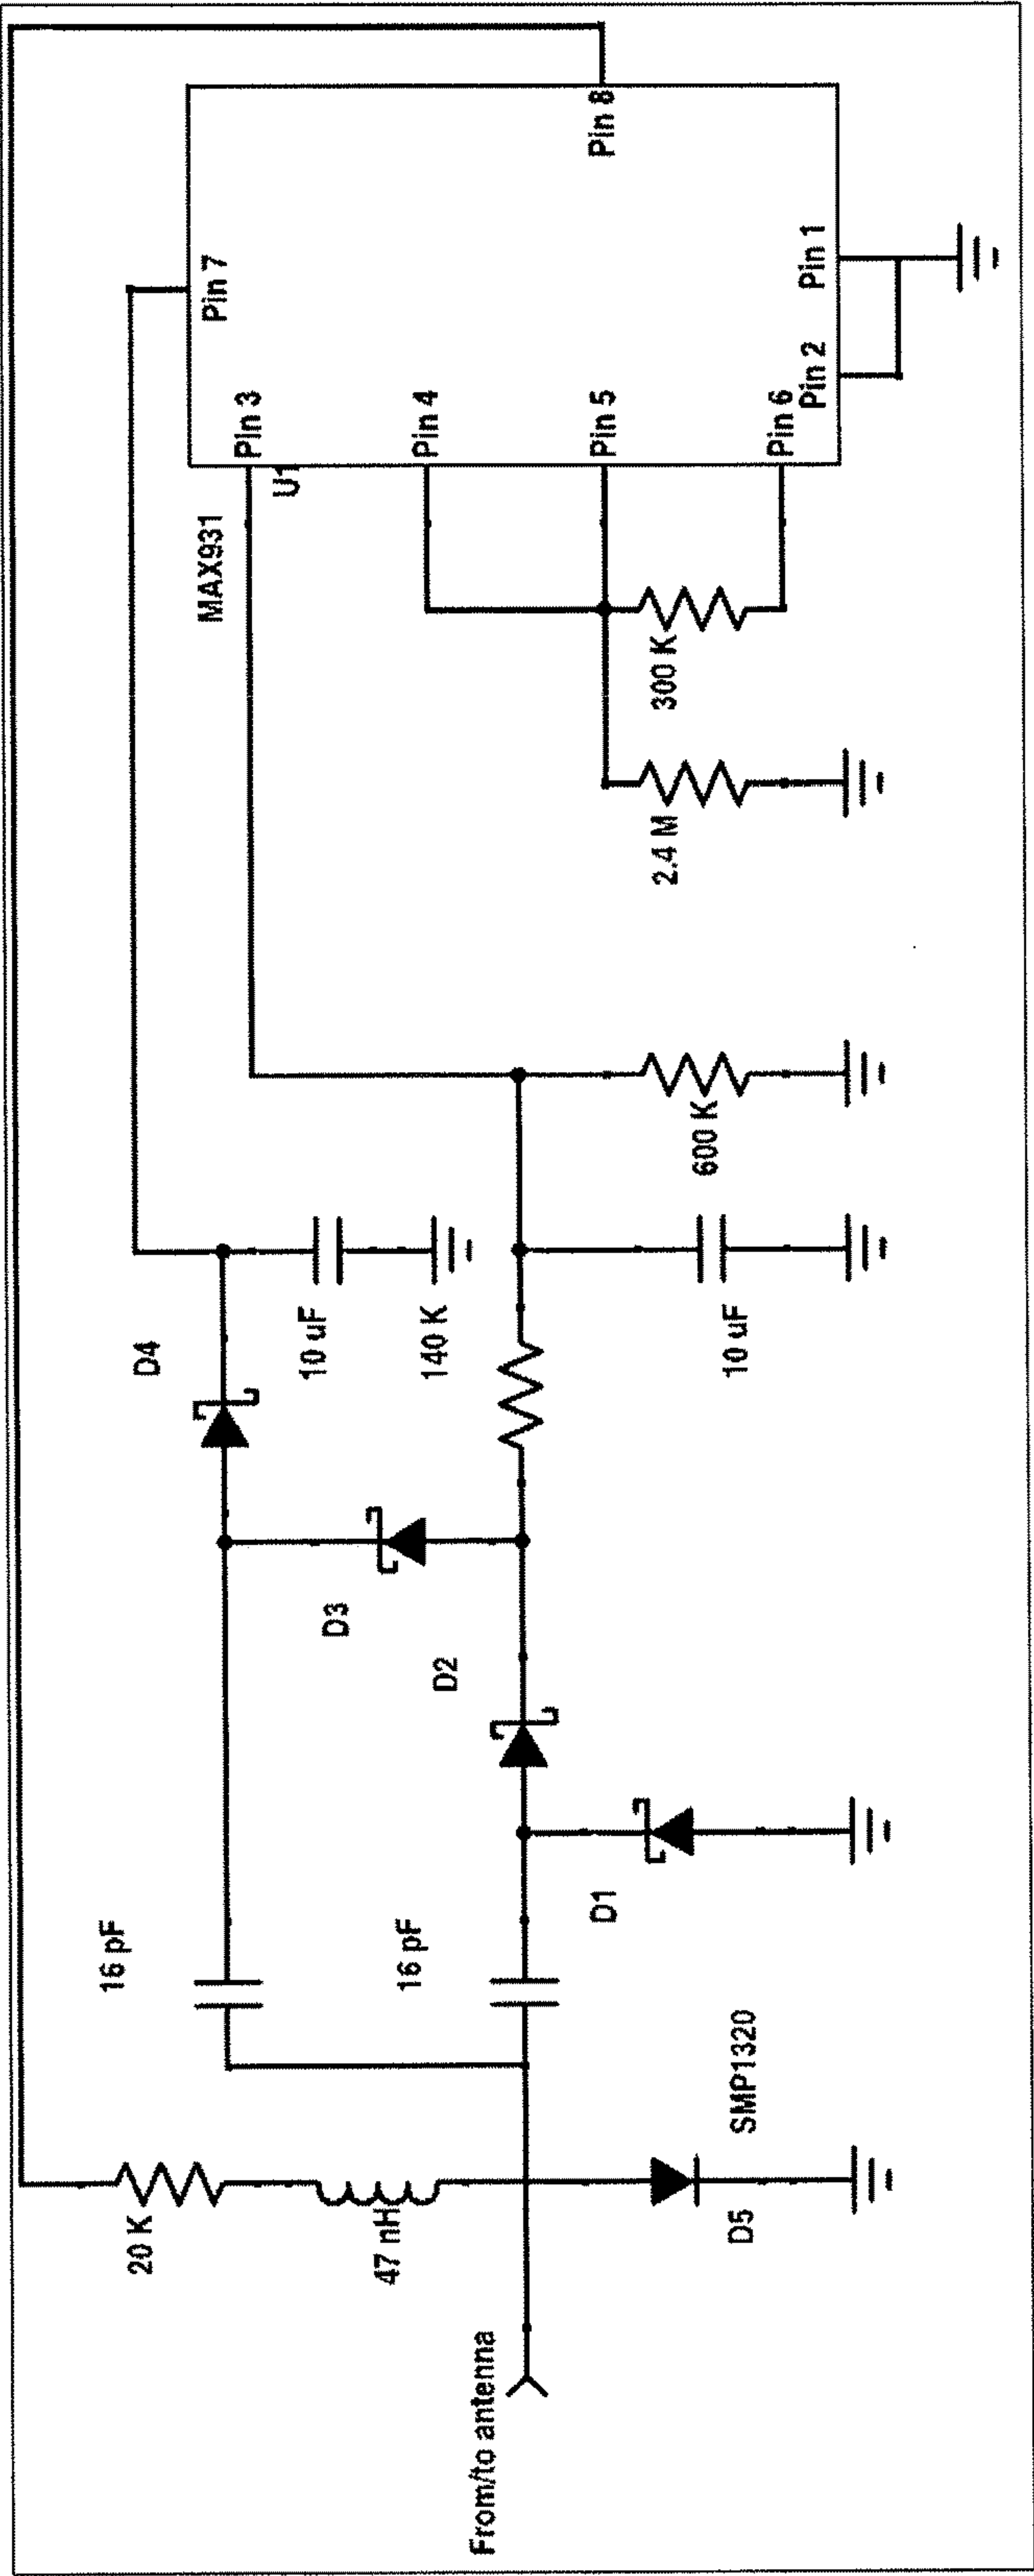 From/to antenna
20 K
47 nH
D5
SMP1320
16 pF
16 pF
D1
D2
D3
D4
10 uF
140 K
10 uF
600 K
2.4 M
300 K
MAX931
U1
Pin 3
Pin 4
Pin 5
Pin 6
Pin 7
Pin 2
Pin 1
Pin 8